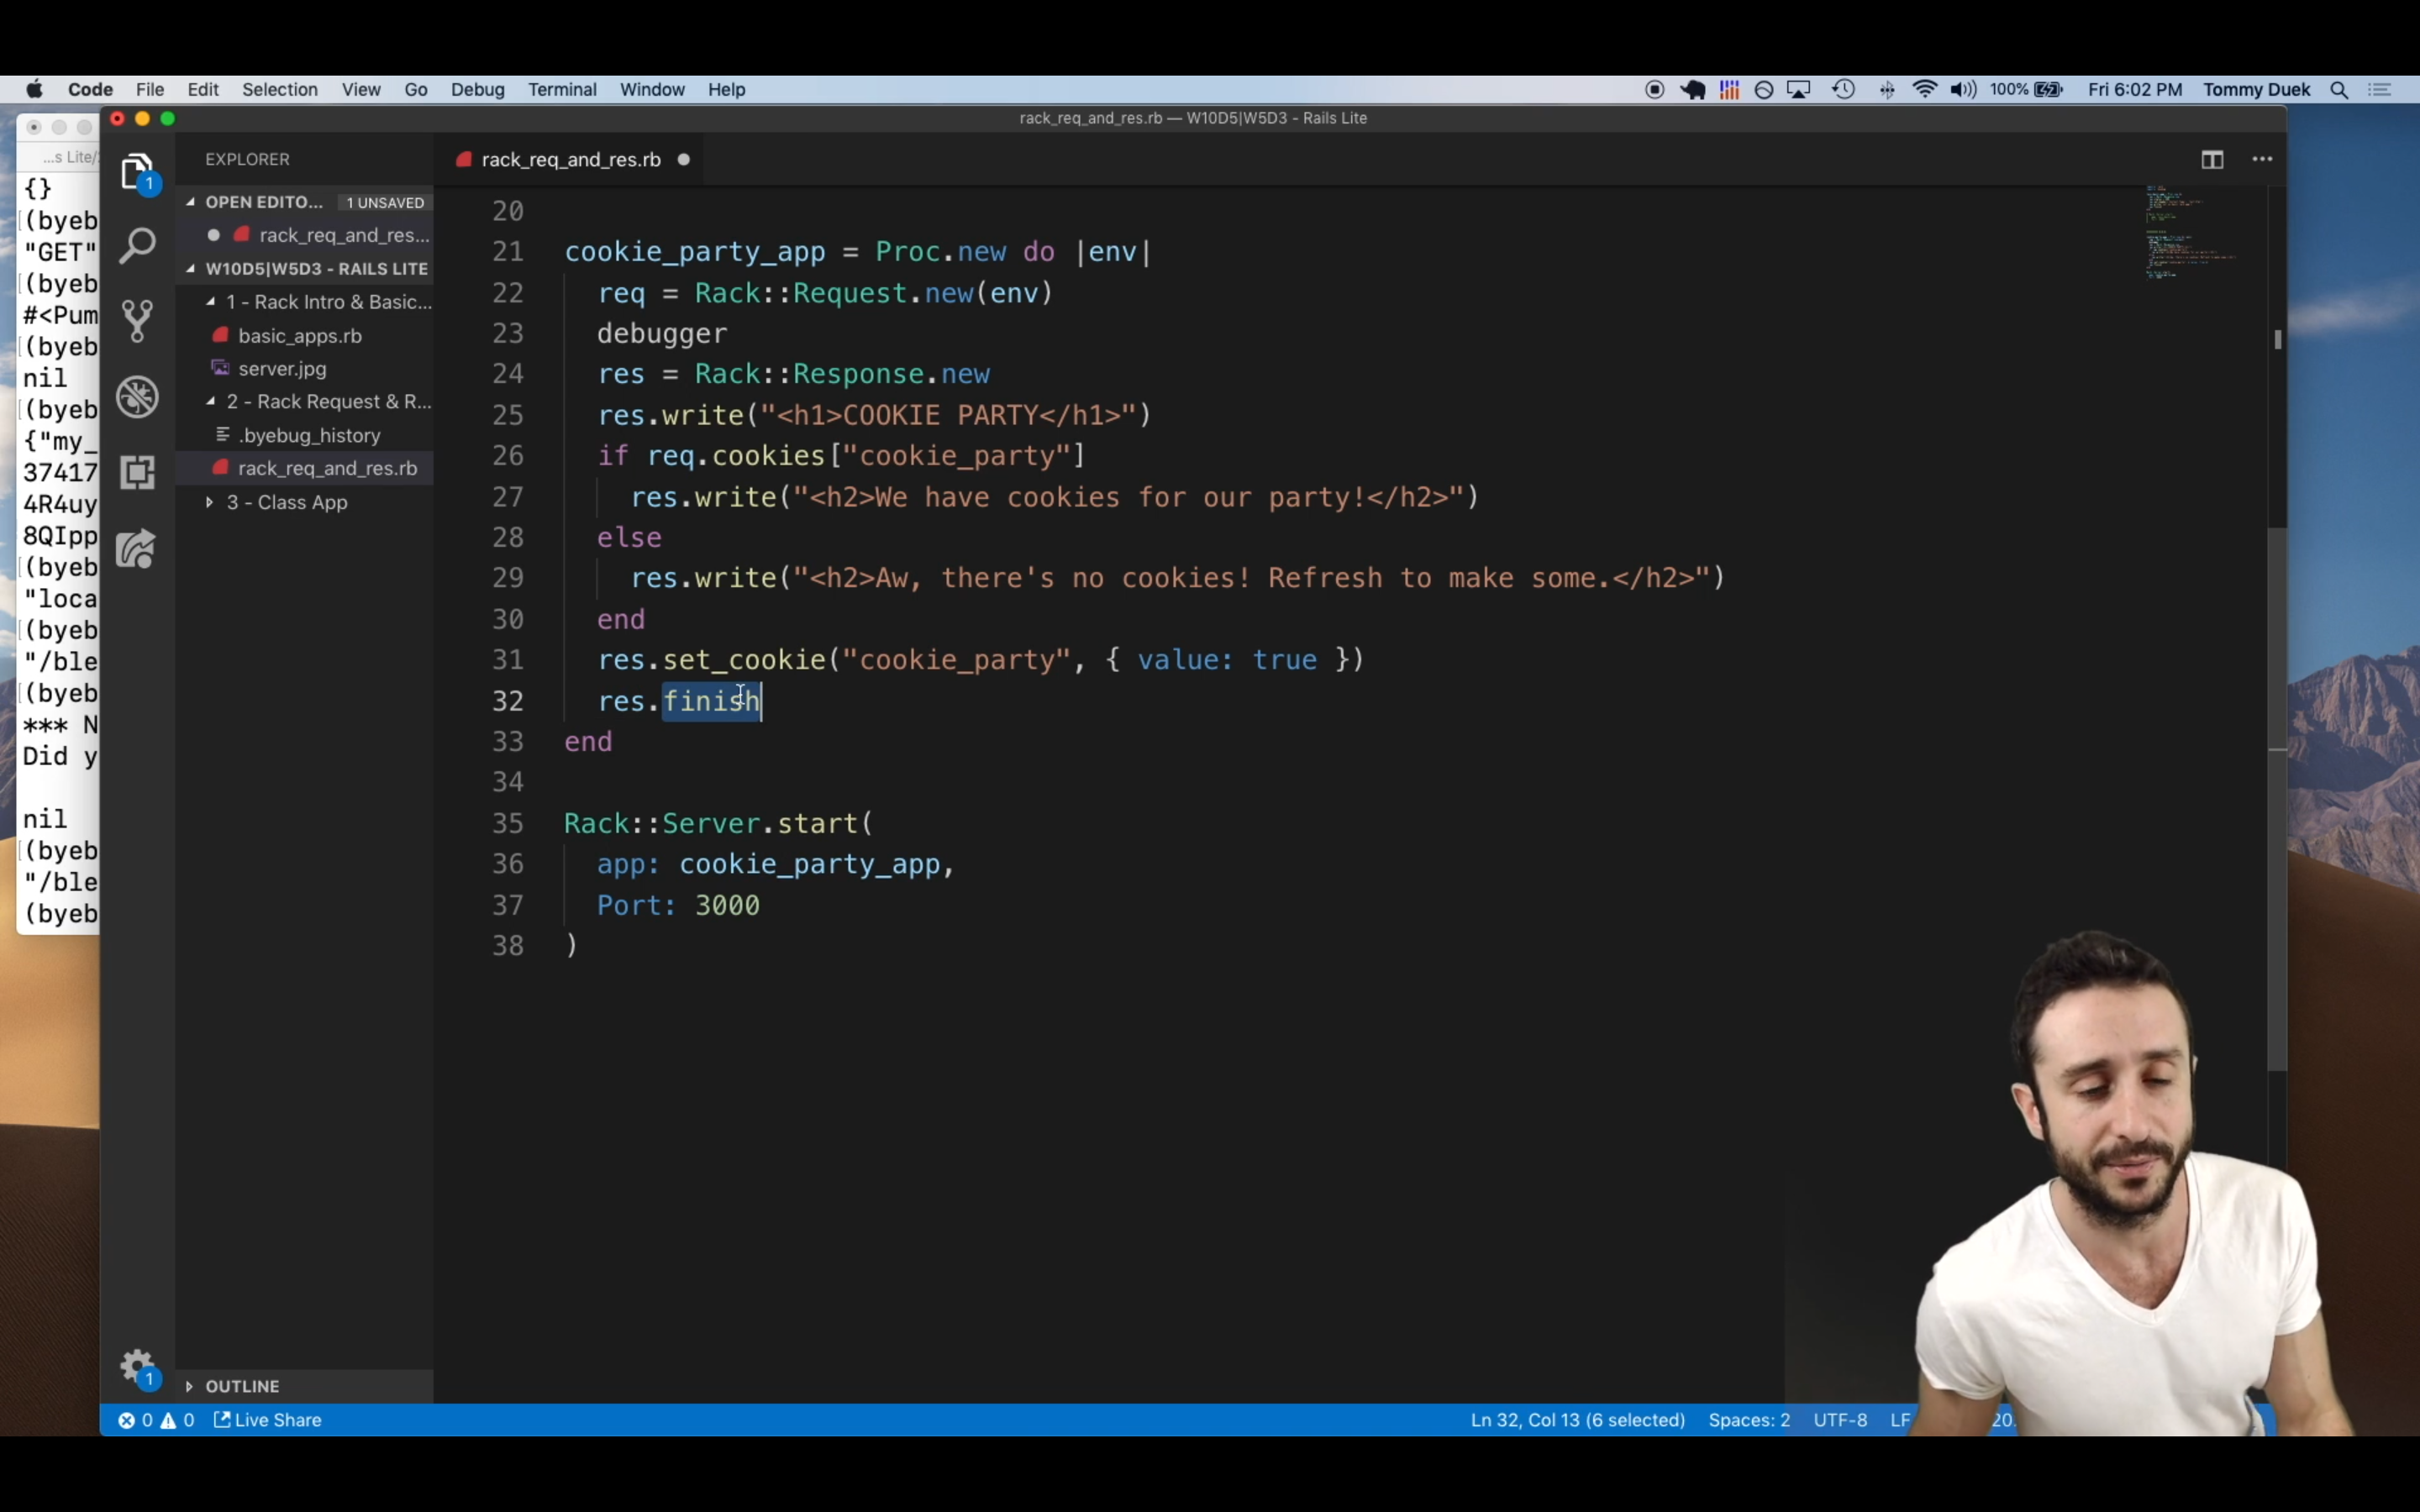 Code File Edit Selection View Go Debug Terminal Window Help 100% Fri 6:02 PM Tommy Duek
rack_req_and_res.rb — W10D5|W5D3 - Rails Lite
...s Lite/
{}
(byeb
"GET"
(byeb
#<Pum
(byeb
nil
(byeb
{"my_
37417
4R4uy
8QIpp
(byeb
"loca
(byeb
"/ble
(byeb
*** N
Did y
nil
(byeb
"/ble
(byeb
1
1
EXPLORER
OPEN EDITO... 1 UNSAVED
rack_req_and_res...
W10D5|W5D3 - RAILS LITE
1 - Rack Intro & Basic...
basic_apps.rb
server.jpg
2 - Rack Request & R...
.byebug_history
rack_req_and_res.rb
3 - Class App
OUTLINE
rack_req_and_res.rb
20
21 cookie_party_app = Proc.new do |env|
22 req = Rack::Request.new(env)
23 debugger
24 res = Rack::Response.new
25 res.write("<h1>COOKIE PARTY</h1>")
26 if req.cookies["cookie_party"]
27 res.write("<h2>We have cookies for our party!</h2>")
28 else
29 res.write("<h2>Aw, there's no cookies! Refresh to make some.</h2>")
30 end
31 res.set_cookie("cookie_party", { value: true })
32 res.finish
33 end
34
35 Rack::Server.start(
36 app: cookie_party_app,
37 Port: 3000
38 )
0 0 Live Share Ln 32, Col 13 (6 selected) Spaces: 2 UTF-8 LF